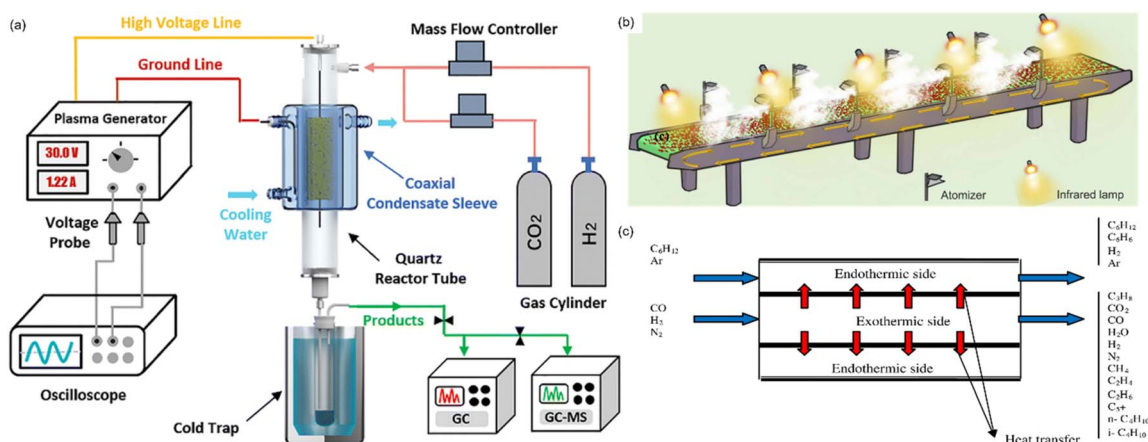 (a)
High Voltage Line
Ground Line
Plasma Generator
30.0 V
1.22 A
Voltage
Probe
Oscilloscope
Cooling
Water
Mass Flow Controller
Coaxial
Condensate Sleeve
Quartz
Reactor Tube
CO2
H2
Gas Cylinder
Products
Cold Trap
GC
GC-MS
(b)
Atomizer
Infrared lamp
(c)
C6H12
Ar
CO
H2
N2
Endothermic side
Exothermic side
Endothermic side
Heat transfer
C6H12
C6H6
H2
Ar
C3H8
CO2
CO
H2O
H2
N2
CH4
C2H4
C2H6
C5+
n- C4H10
i- C4H10